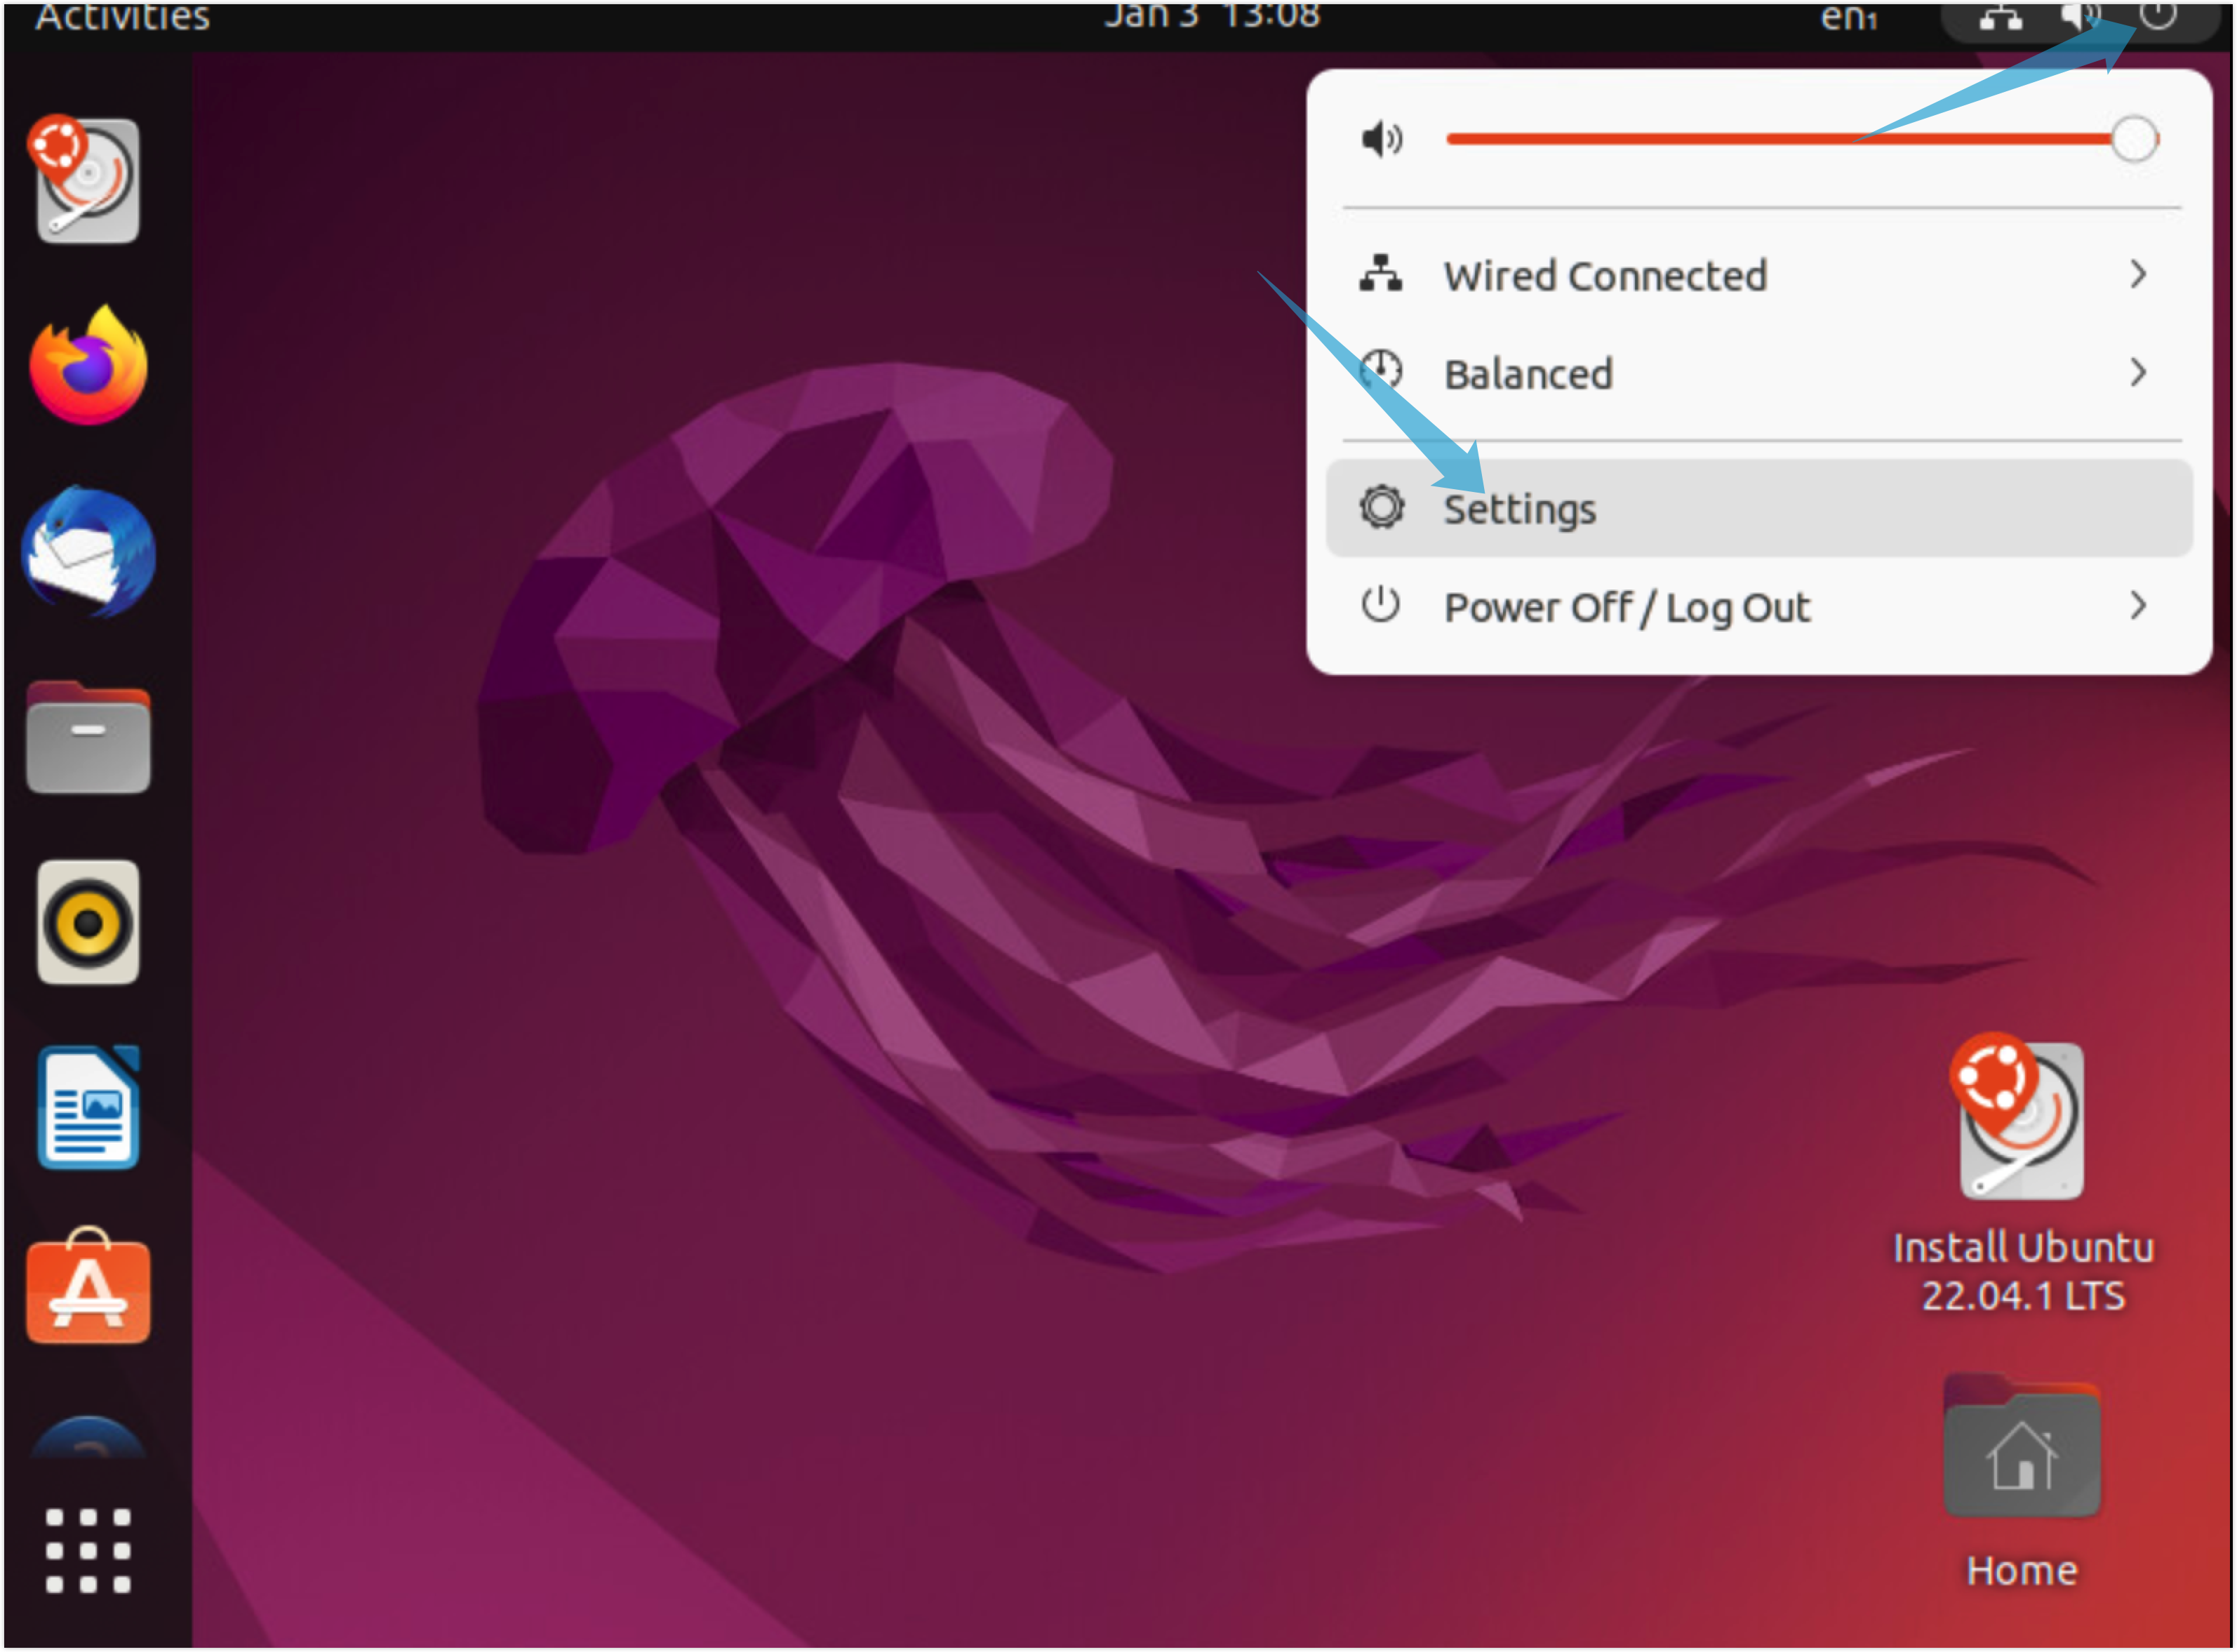 Activities
Jan 3 13:08
en₁
Wired Connected
Balanced
Settings
Power Off / Log Out
Install Ubuntu
22.04.1 LTS
Home